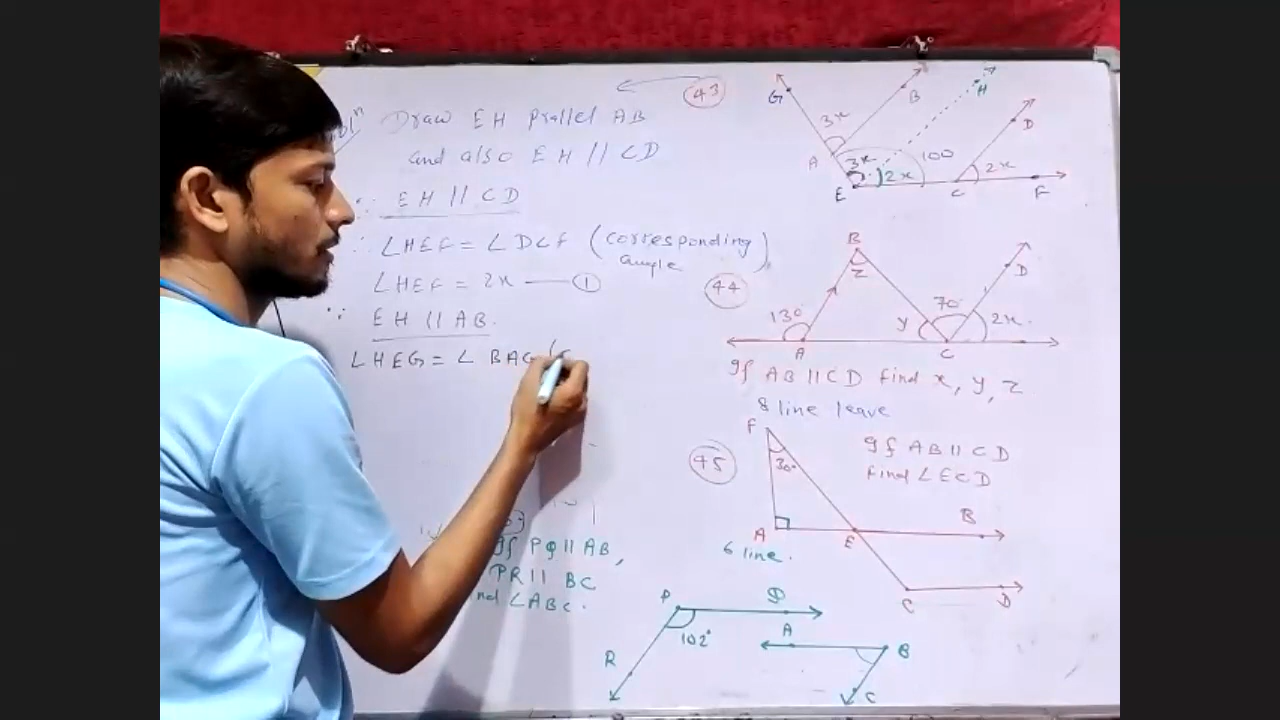 Solⁿ Draw EH prallel AB
and also EH // CD
∵ EH // CD
∴ ∠HEF = ∠DCF (corresponding
angle)
∠HEF = 2x — ①
∵ EH // AB.
∠HEG = ∠ BAG (c
If PQ || AB,
PR || BC
∠ABC.
43
G
3x
B
H
D
A
3x
100
2x
2x
E
C
F
44
B
z
D
130
y
70
2x
A
C
If AB || CD find x, y, z
8 line leave
45
F
30°
If AB || CD
find ∠ECD
A
E
B
6 line.
C
D
P
102°
R
A
B
C